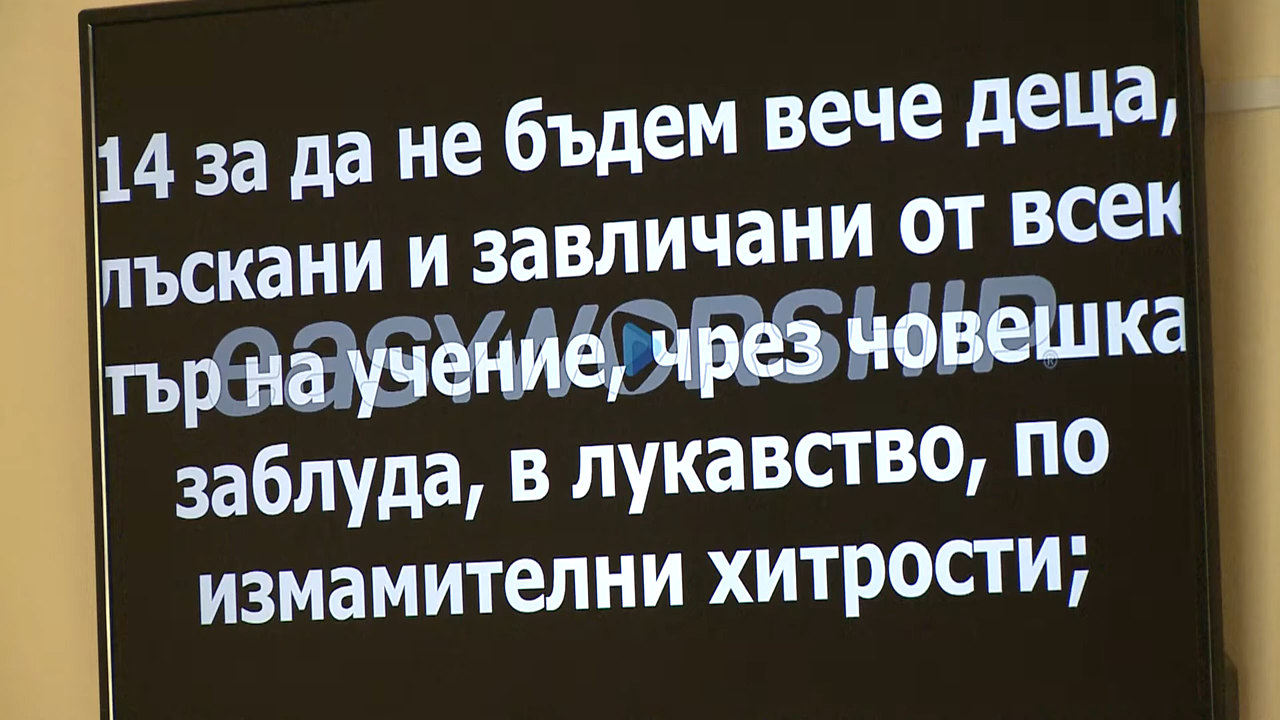 14 за да не бъдем вече деца,
лъскани и завличани от всек
тър на учение, чрез човешка
easyworship®
заблуда, в лукавство, по
измамителни хитрости;